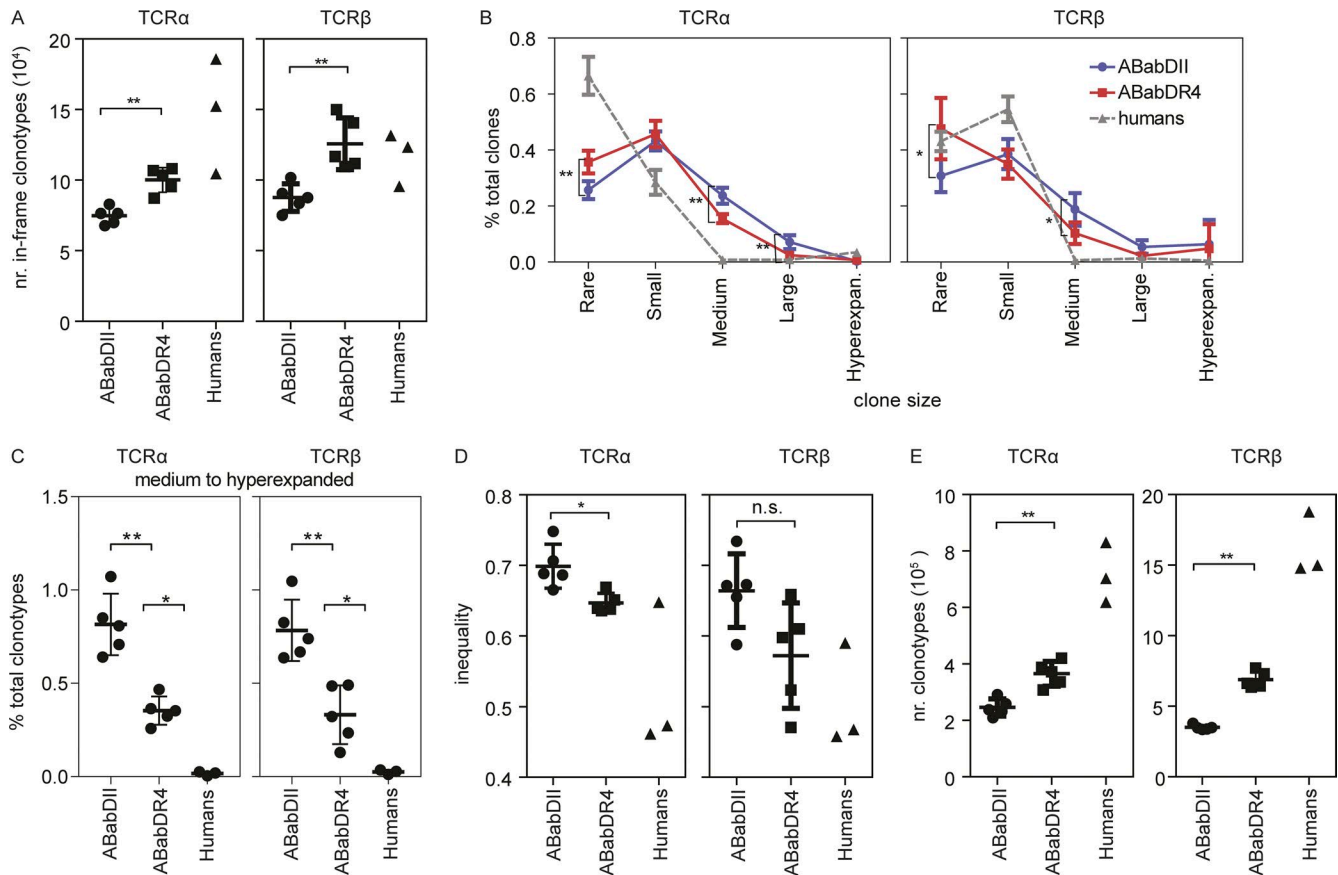 A
TCRα
TCRβ
nr. in-frame clonotypes (10⁴)
20
15
10
5
0
**
**
ABabDII
ABabDR4
Humans
ABabDII
ABabDR4
Humans
B
TCRα
TCRβ
% total clones
0.8
0.6
0.4
0.2
0.0
**
**
**
*
*
ABabDII
ABabDR4
humans
Rare
Small
Medium
Large
Hyperexpan.
Rare
Small
Medium
Large
Hyperexpan.
clone size
C
TCRα
TCRβ
medium to hyperexpanded
% total clonotypes
1.5
1.0
0.5
0.0
**
*
**
*
ABabDII
ABabDR4
Humans
ABabDII
ABabDR4
Humans
D
TCRα
TCRβ
inequality
0.8
0.7
0.6
0.5
0.4
*
n.s.
ABabDII
ABabDR4
Humans
ABabDII
ABabDR4
Humans
E
TCRα
TCRβ
nr. clonotypes (10⁵)
10
8
6
4
2
0
**
20
15
10
5
0
**
ABabDII
ABabDR4
Humans
ABabDII
ABabDR4
Humans